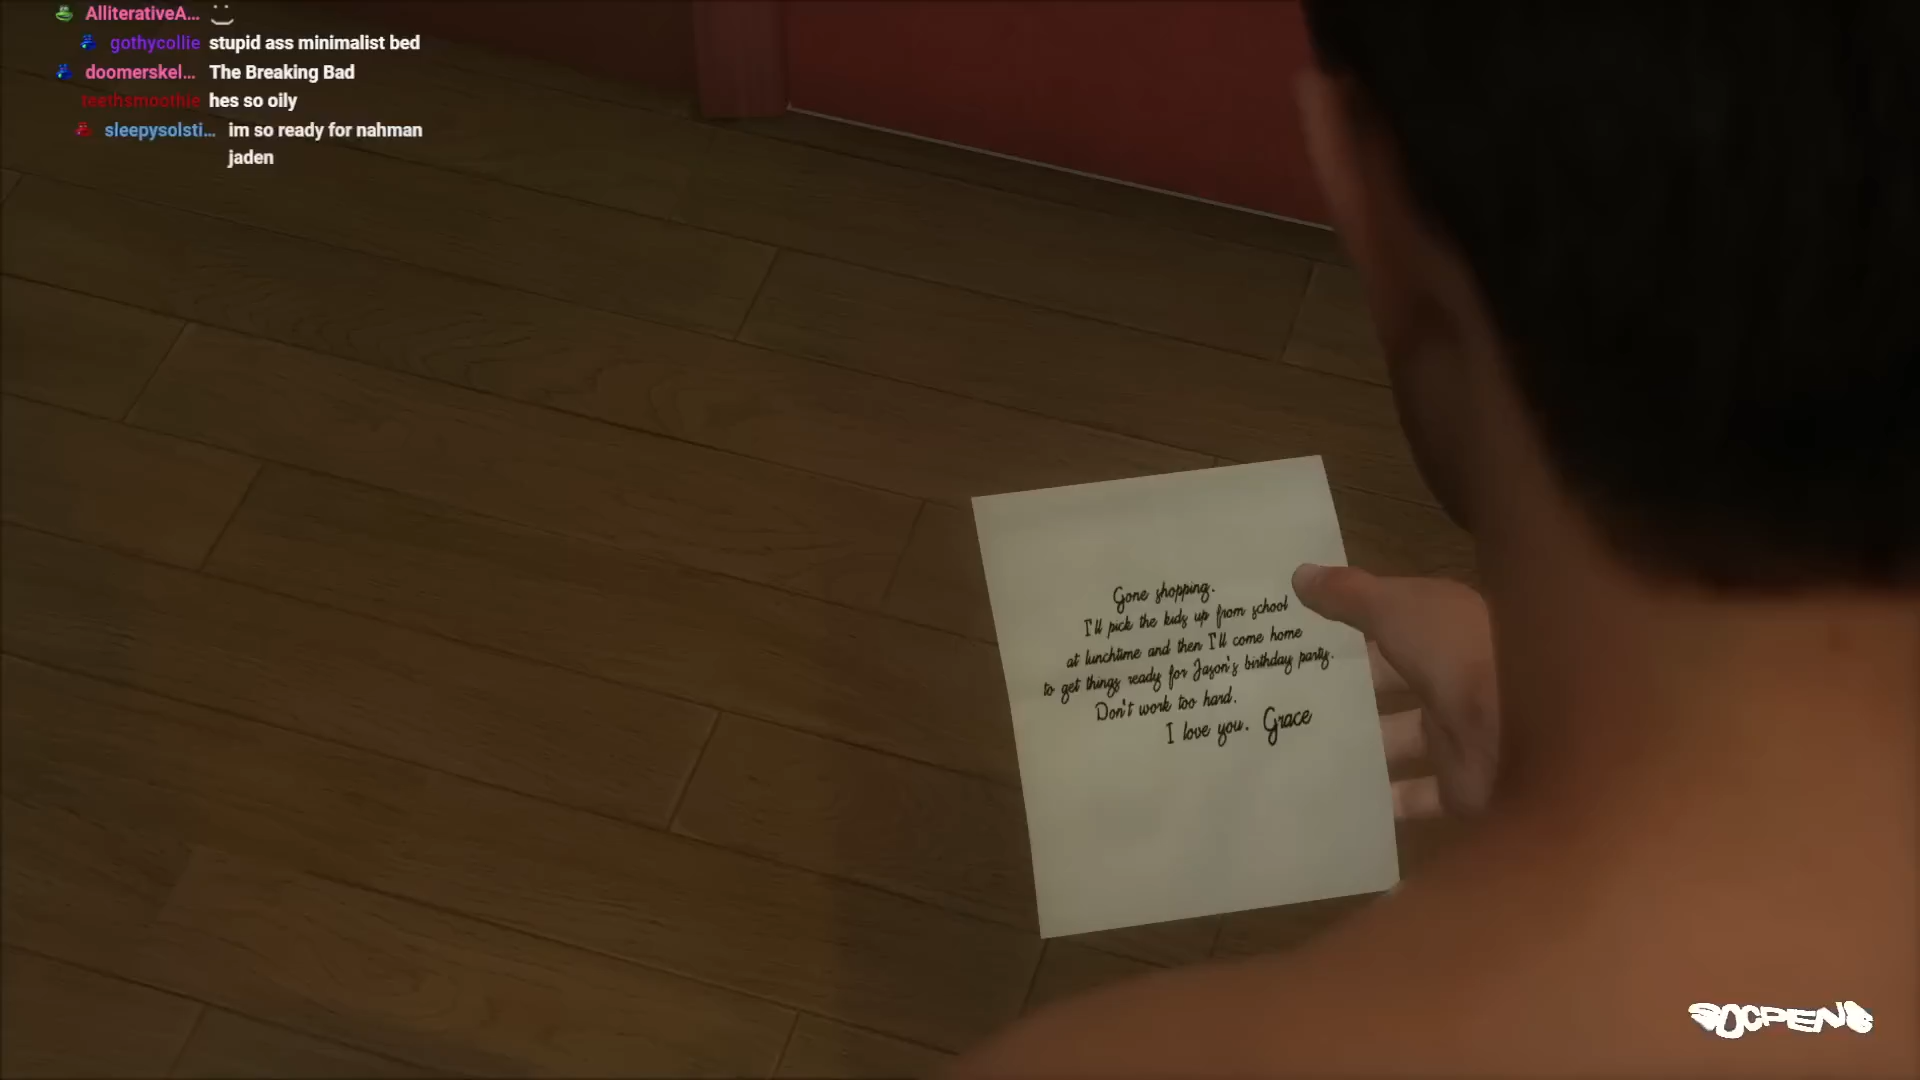 AlliterativeA...
gothycollie stupid ass minimalist bed
doomerskel... The Breaking Bad
teethsmoothie hes so oily
sleepysolsti... im so ready for nahman
jaden
Gone shopping.
I'll pick the kids up from school
at lunchtime and then I'll come home
to get things ready for Jason's birthday party.
Don't work too hard.
I love you. Grace
SOCPENS